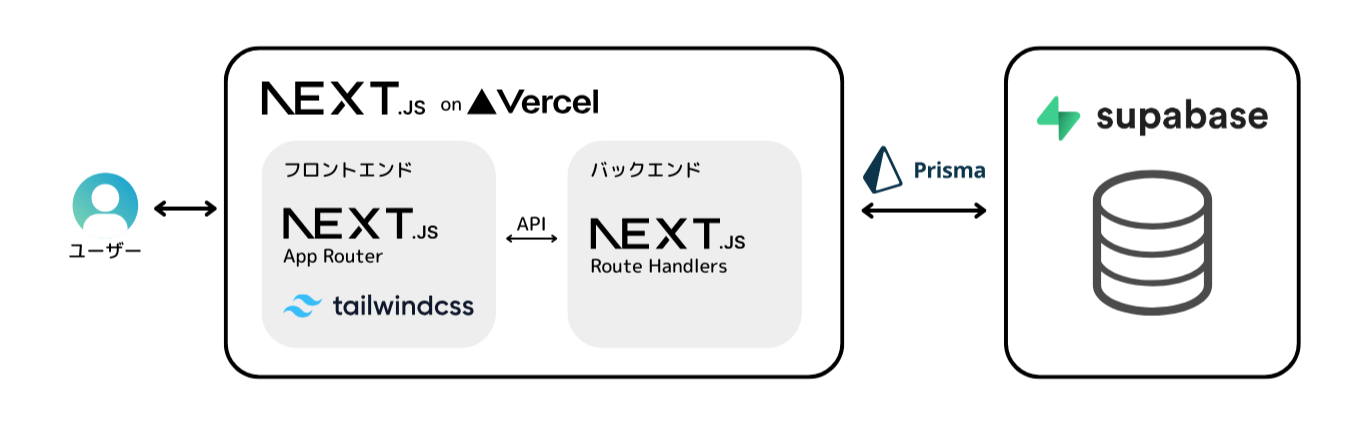 NEXT.JS on Vercel
フロントエンド
NEXT.JS
App Router
tailwindcss
API
バックエンド
NEXT.JS
Route Handlers
ユーザー
Prisma
supabase